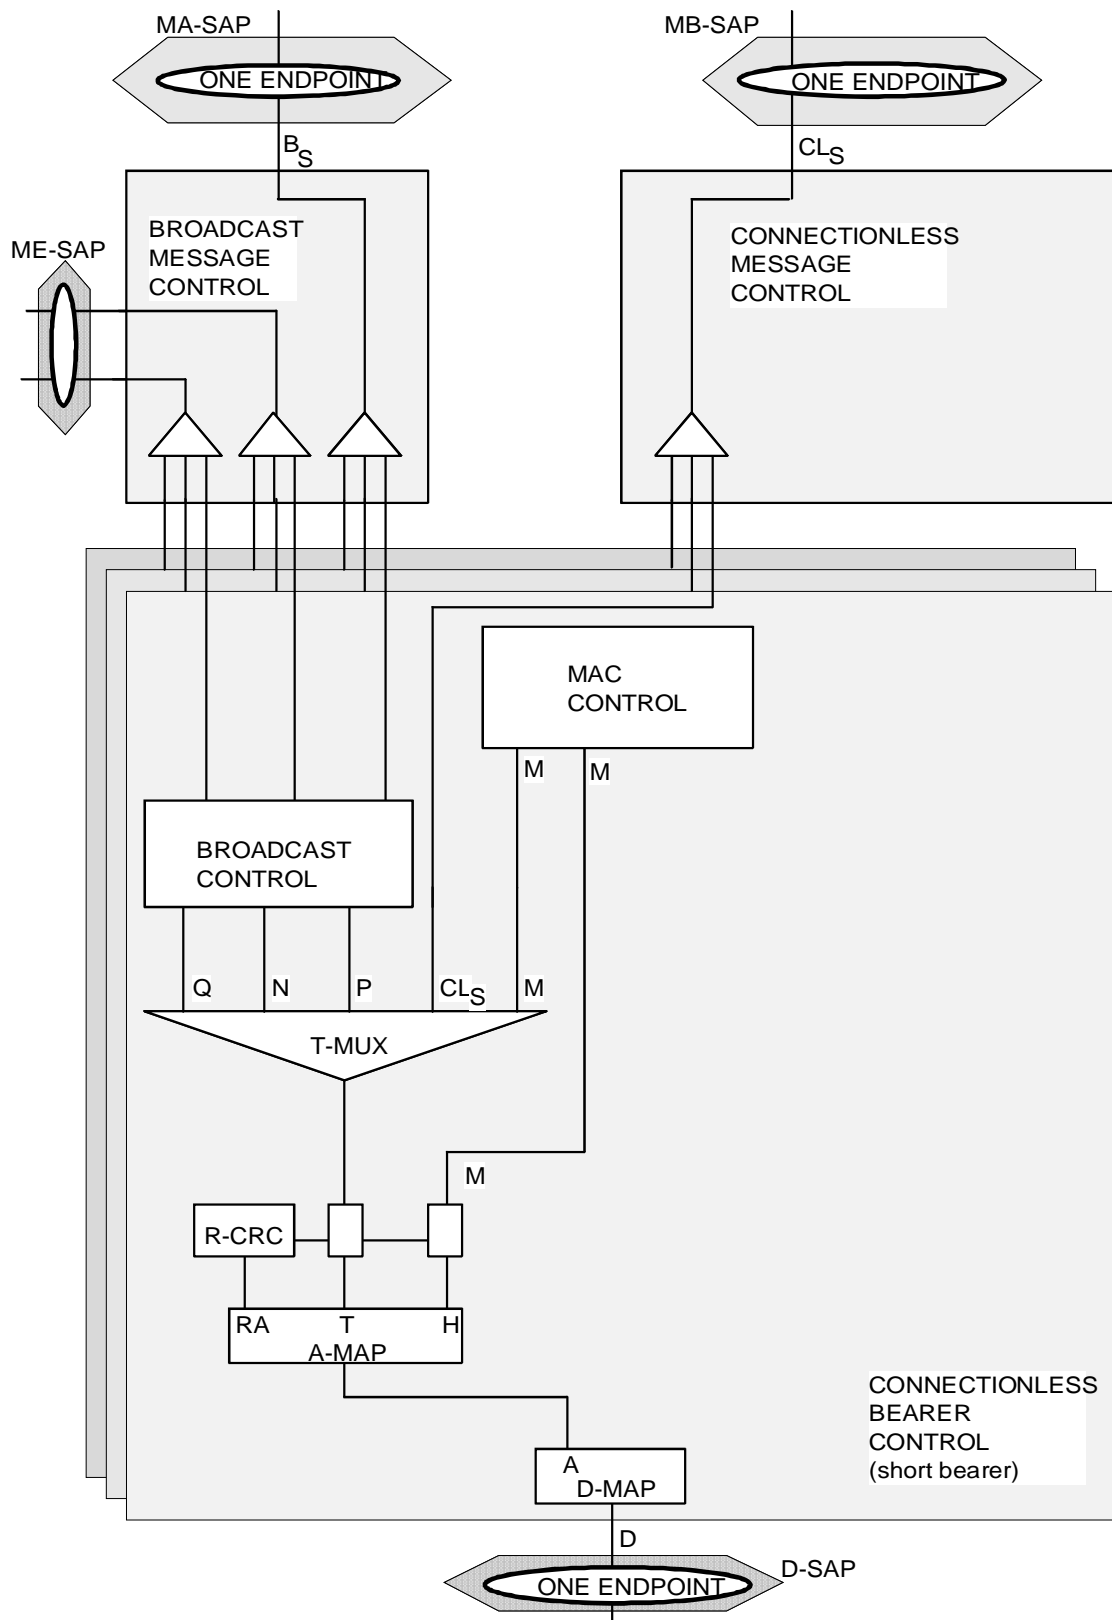 MA-SAP
MB-SAP
ONE ENDPOINT
ONE ENDPOINT
BS
CLS
ME-SAP
BROADCAST
MESSAGE
CONTROL
CONNECTIONLESS
MESSAGE
CONTROL
MAC
CONTROL
M
M
BROADCAST
CONTROL
Q
N
P
CLS
M
T-MUX
M
R-CRC
RA
T
H
A-MAP
CONNECTIONLESS
BEARER
CONTROL
(short bearer)
A
D-MAP
D
D-SAP
ONE ENDPOINT